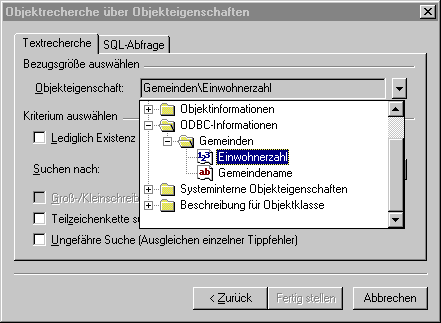 Objektrecherche über Objekteigenschaften
Textrecherche SQL-Abfrage
Bezugsgröße auswählen
Objekteigenschaft: Gemeinden\Einwohnerzahl
Objektinformationen
Kriterium auswählen
ODBC-Informationen
Lediglich Existenz
Gemeinden
Suchen nach:
Einwohnerzahl
Gemeindename
Systeminterne Objekteigenschaften
Groß-/Kleinschreib
Beschreibung für Objektklasse
Teilzeichenkette su
Ungefähre Suche (Ausgleichen einzelner Tippfehler)
< Zurück Fertig stellen Abbrechen